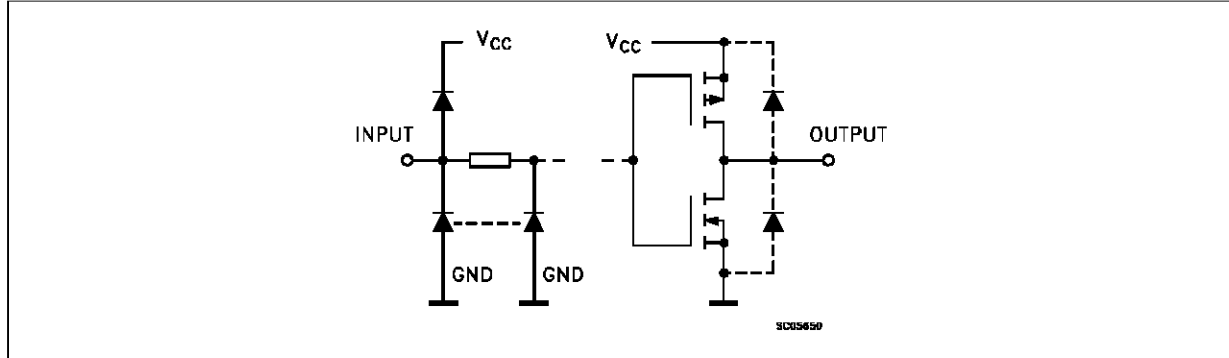 VCC
VCC
INPUT
OUTPUT
GND
GND
SC05650